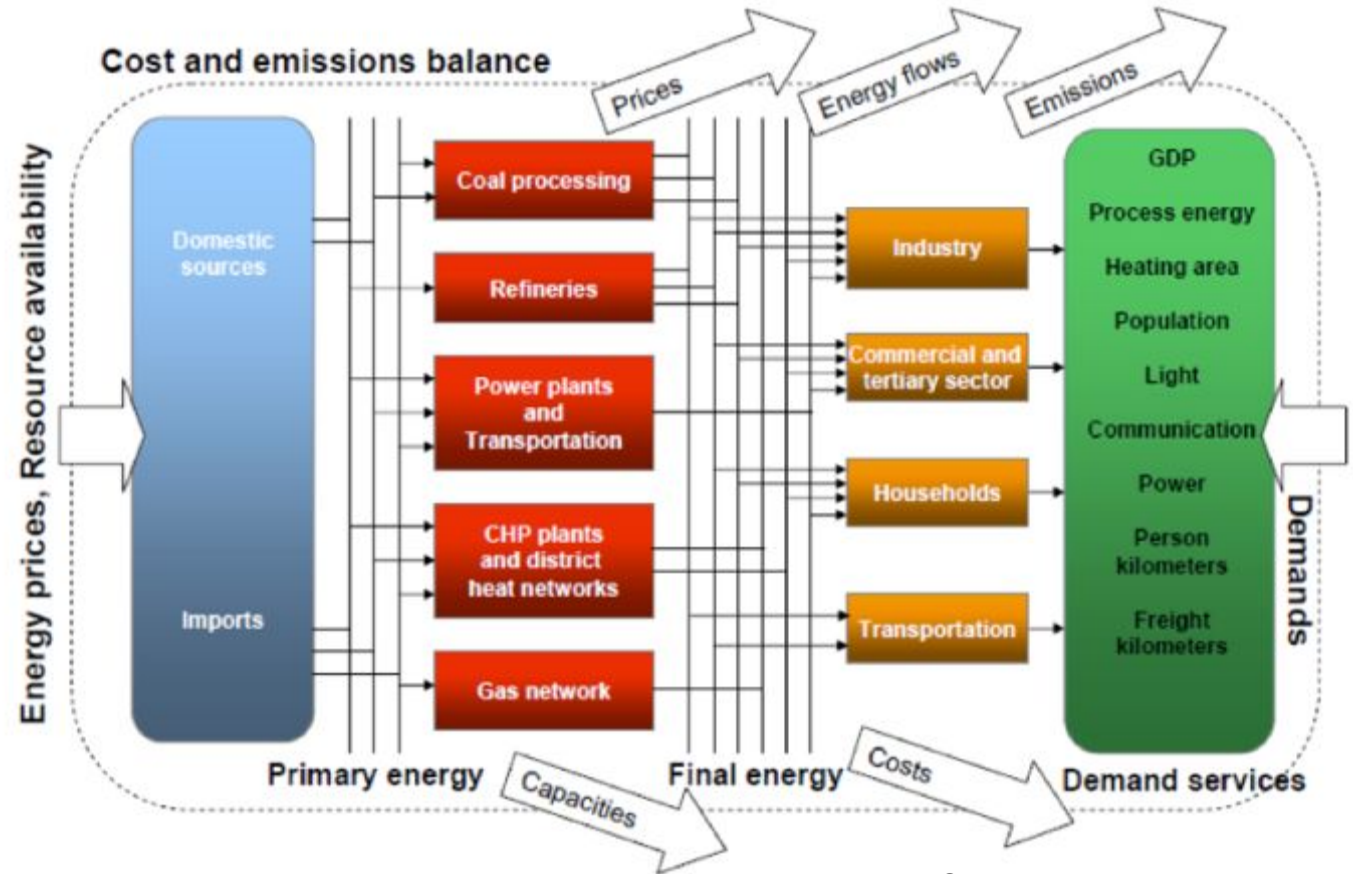 Cost and emissions balance
Prices
Energy flows
Emissions
Energy prices, Resource availability
Domestic
sources
Imports
Coal processing
Refineries
Power plants
and
Transportation
CHP plants
and district
heat networks
Gas network
Industry
Commercial and
tertiary sector
Households
Transportation
GDP
Process energy
Heating area
Population
Light
Communication
Power
Person
kilometers
Freight
kilometers
Demands
Primary energy
Final energy
Demand services
Capacities
Costs